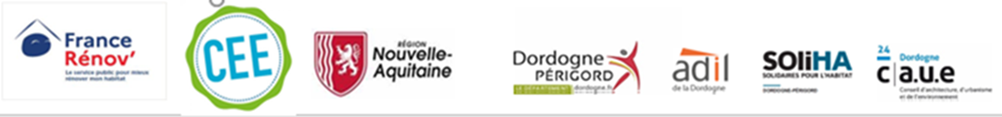 France
Rénov'
Le service public pour mieux
rénover mon habitat
CEE
RÉGION
Nouvelle-
Aquitaine
Dordogne
PÉRIGORD
LE DÉPARTEMENT dordogne.fr
adil
de la Dordogne
SOLiHA
SOLIDAIRES POUR L'HABITAT
DORDOGNE-PÉRIGORD
24
Dordogne
c|a.u.e
Conseil d'architecture, d'urbanisme
et de l'environnement